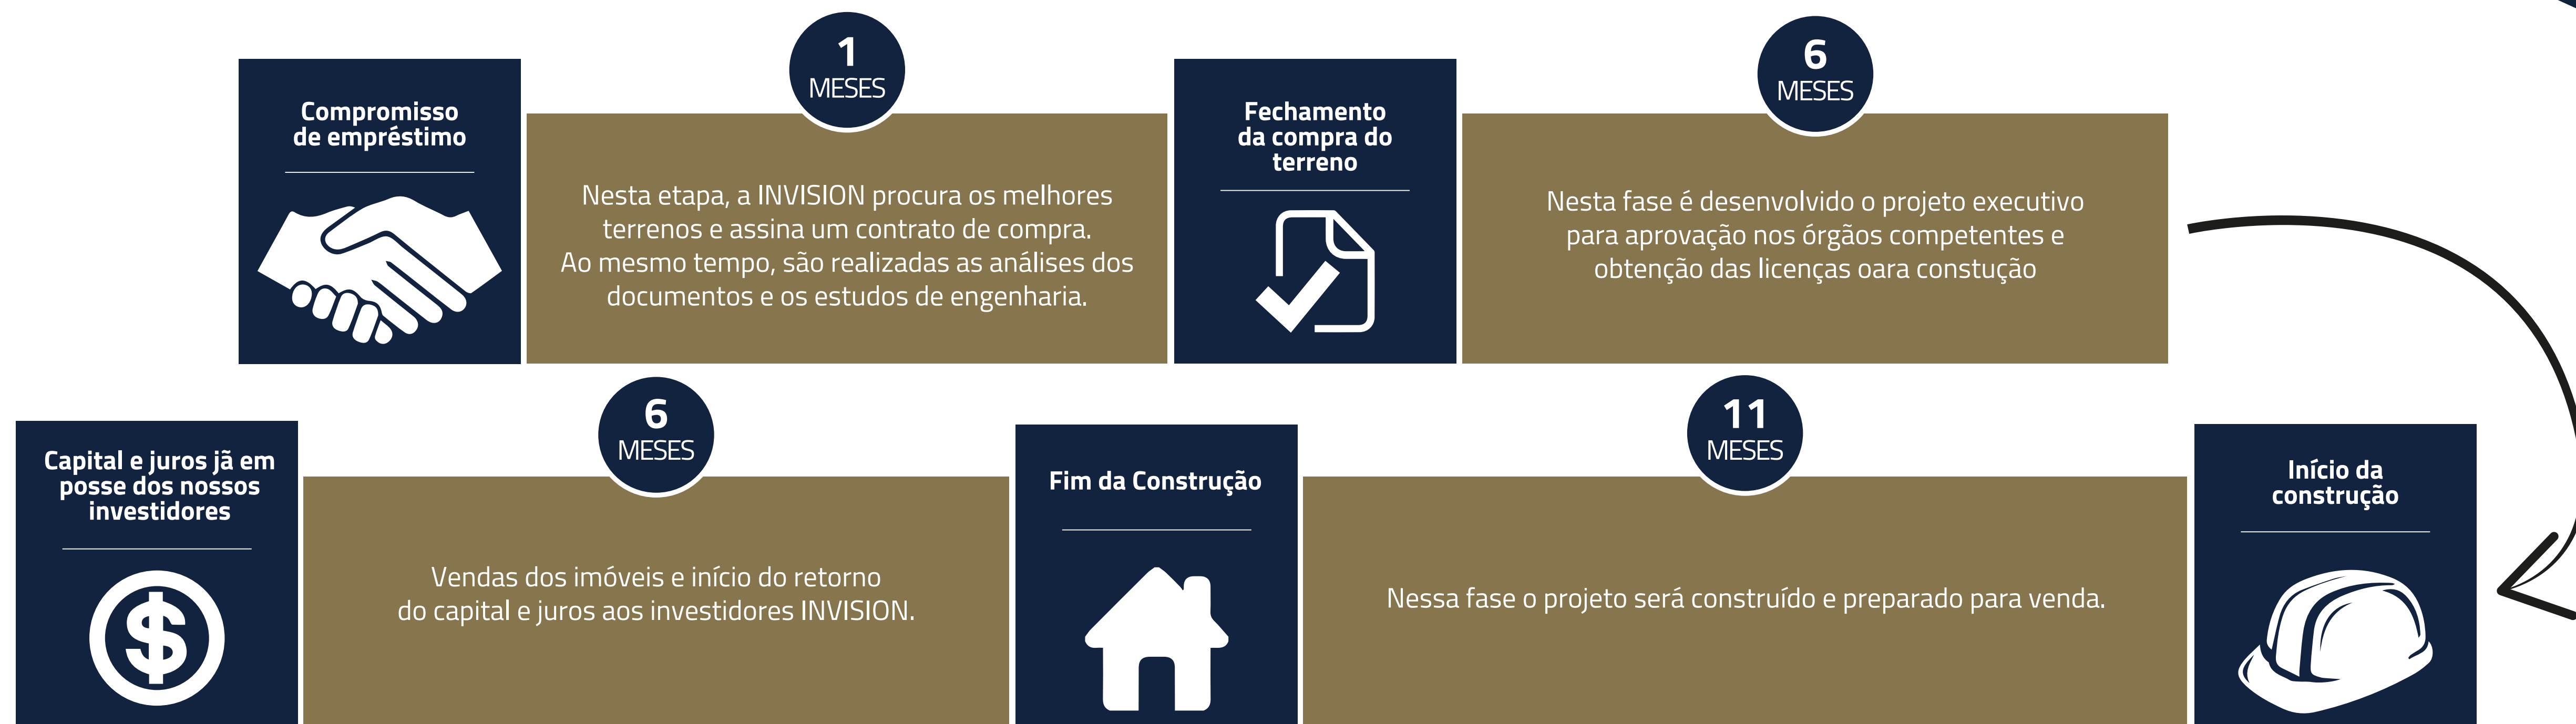 Compromisso
de empréstimo
1
MESES
Nesta etapa, a INVISION procura os melhores
terrenos e assina um contrato de compra.
Ao mesmo tempo, são realizadas as análises dos
documentos e os estudos de engenharia.
Fechamento
da compra do
terreno
6
MESES
Nesta fase é desenvolvido o projeto executivo
para aprovação nos órgãos competentes e
obtenção das licenças oara constução
Início da
construção
11
MESES
Nessa fase o projeto será construído e preparado para venda.
Fim da Construção
6
MESES
Vendas dos imóveis e início do retorno
do capital e juros aos investidores INVISION.
Capital e juros já em
posse dos nossos
investidores
$